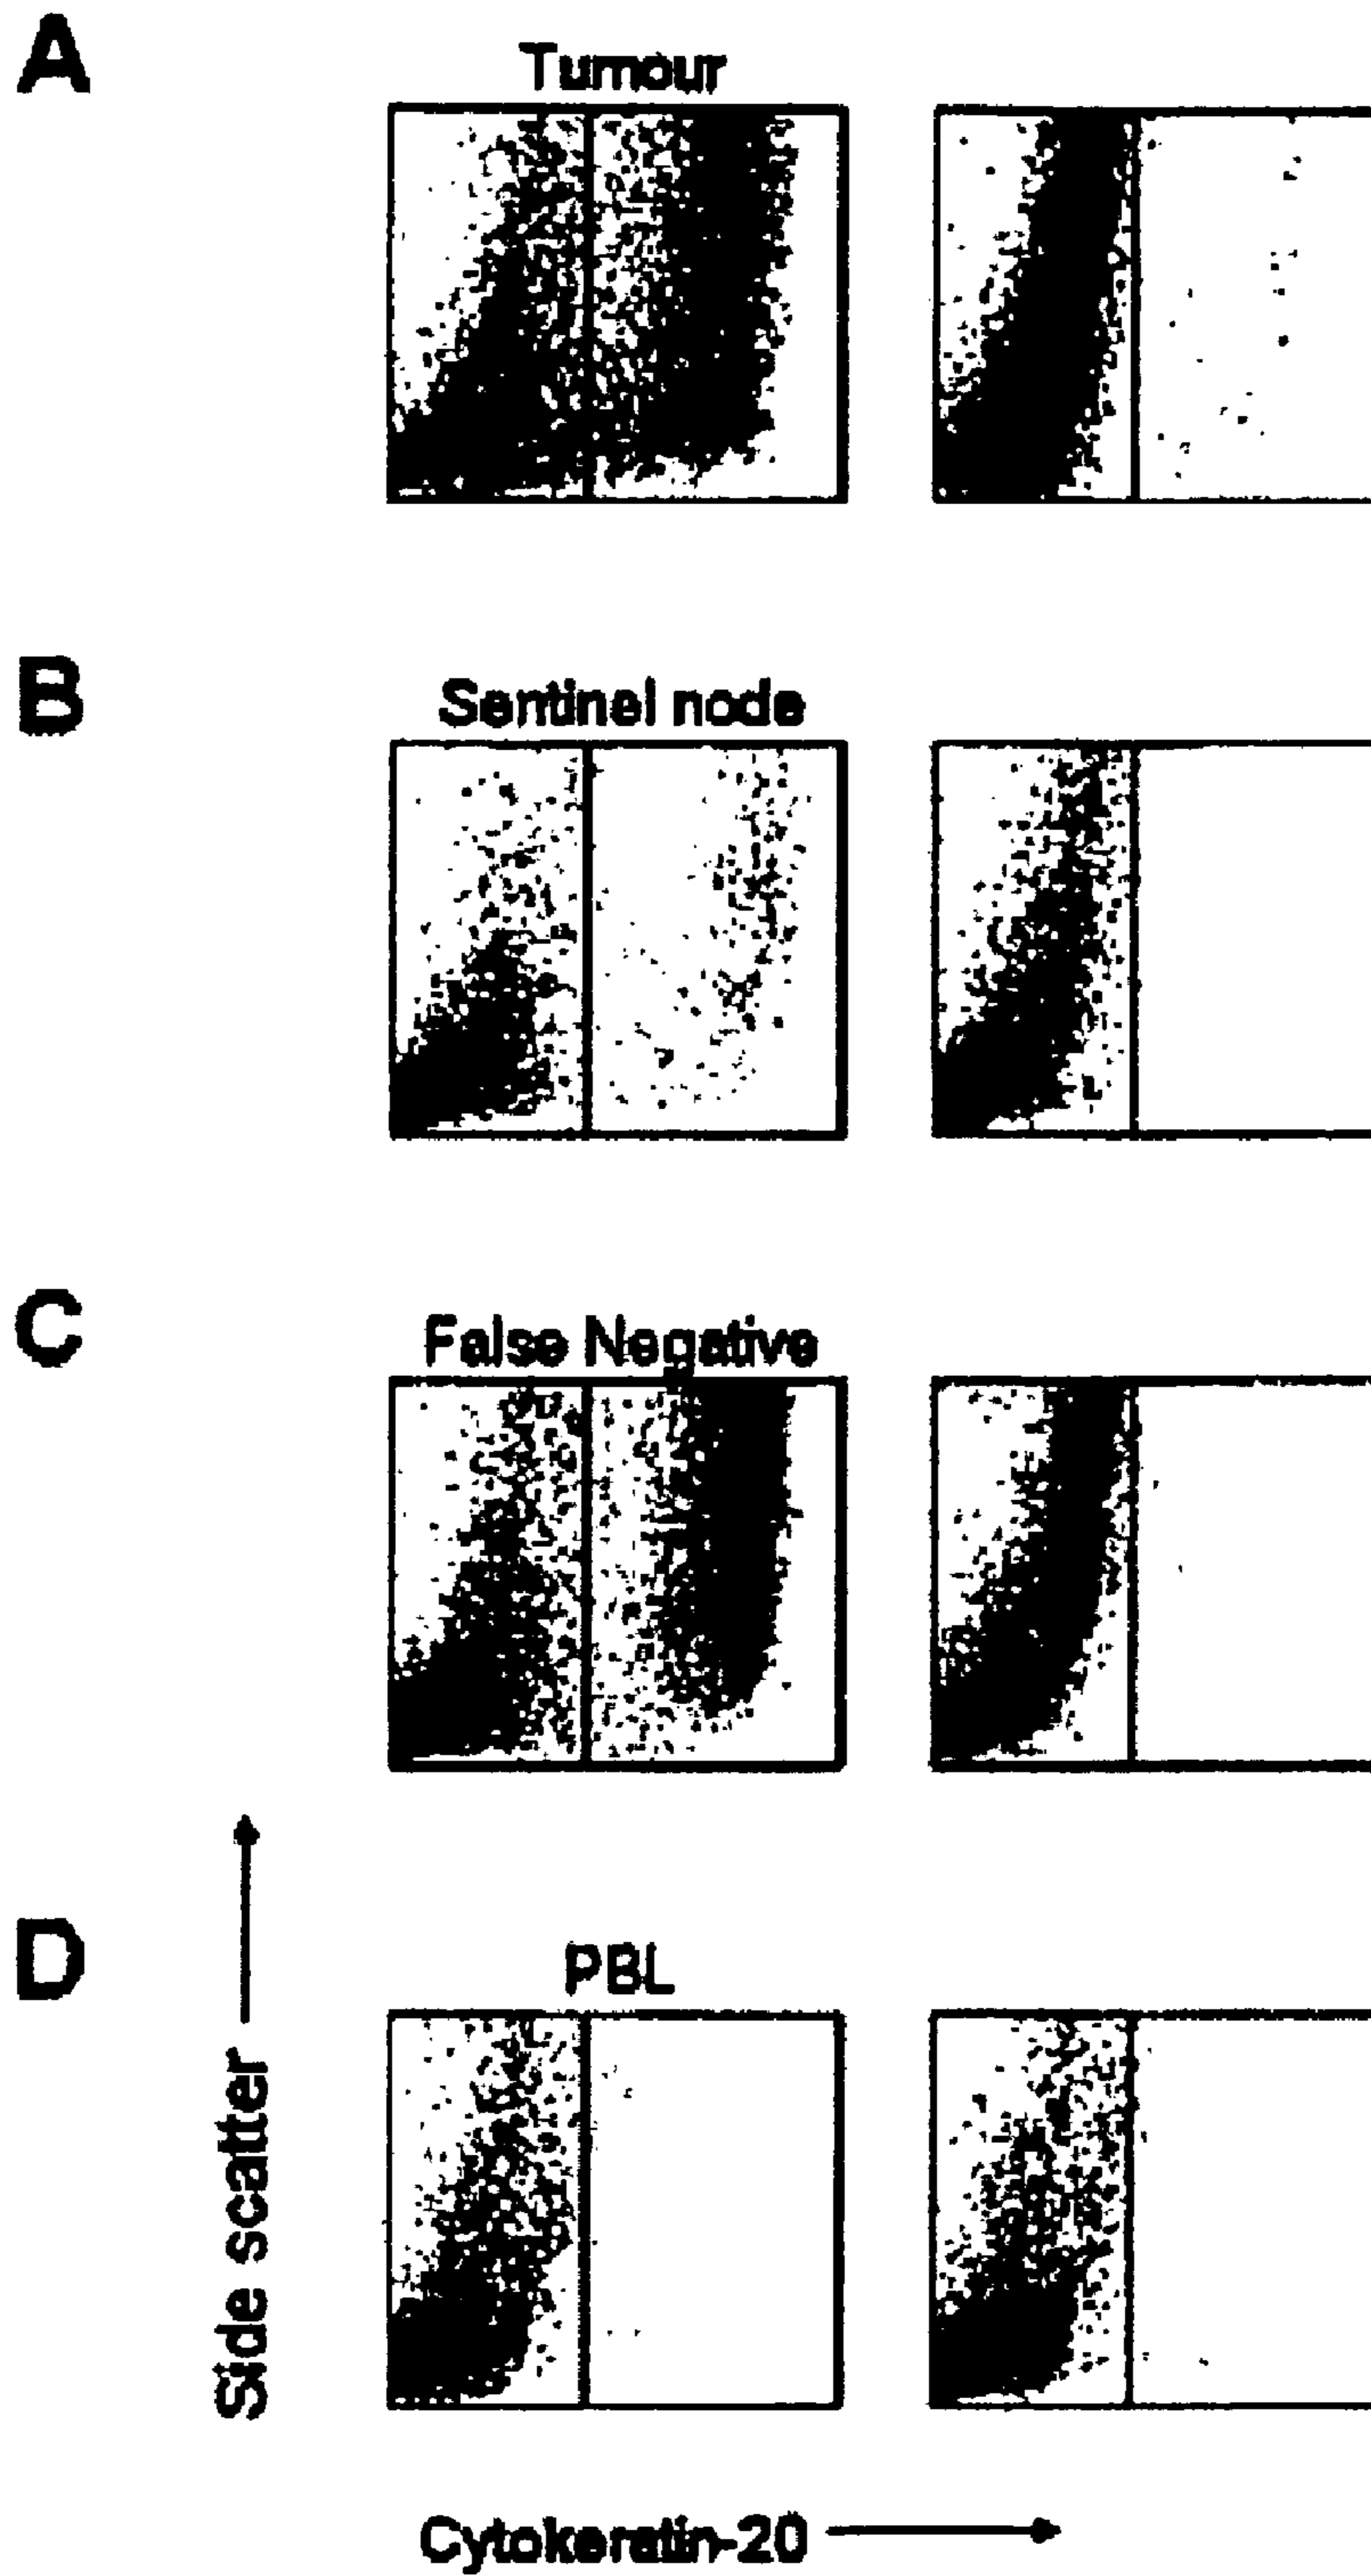 A
Tumour
B
Sentinel node
C
False Negative
D
PBL
Side scatter
Cytokeratin-20